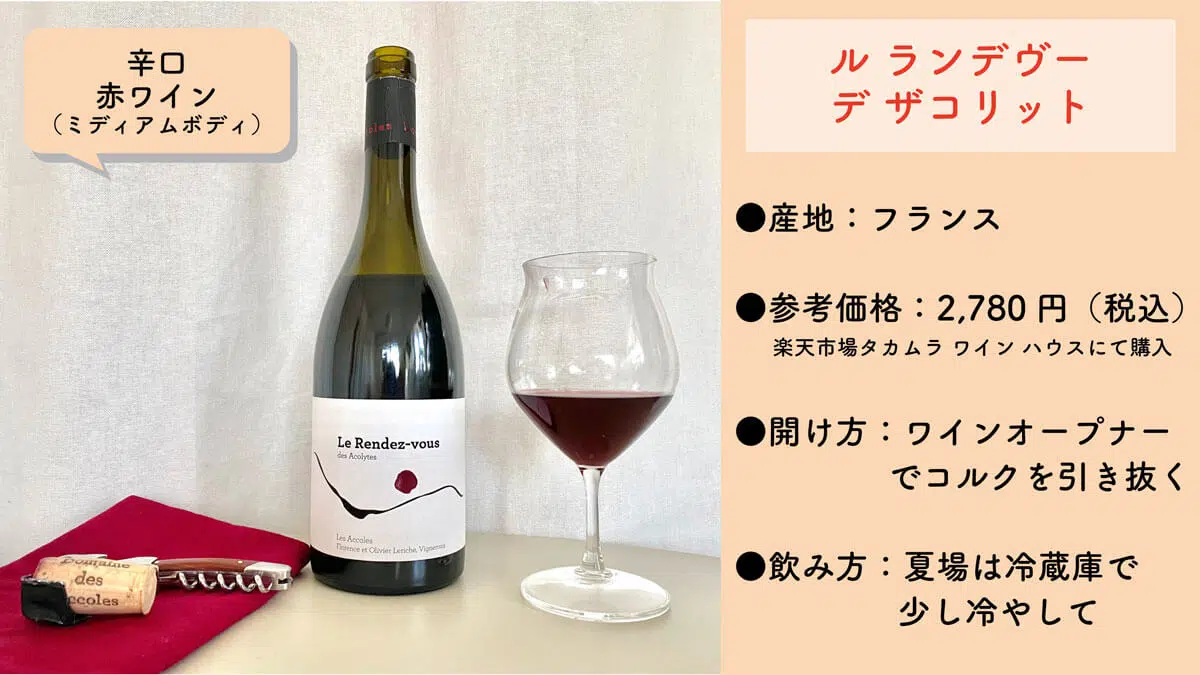 辛口
赤ワイン
（ミディアムボディ）
Le Rendez-vous
des Acolytes
Les Accoles
Florence et Olivier Leriche, Vignerons
Domaine
des
Accoles
ル ランデヴー
デ ザコリット
●産地：フランス
●参考価格：2,780 円（税込）
楽天市場タカムラ ワイン ハウスにて購入
●開け方：ワインオープナー
でコルクを引き抜く
●飲み方：夏場は冷蔵庫で
少し冷やして